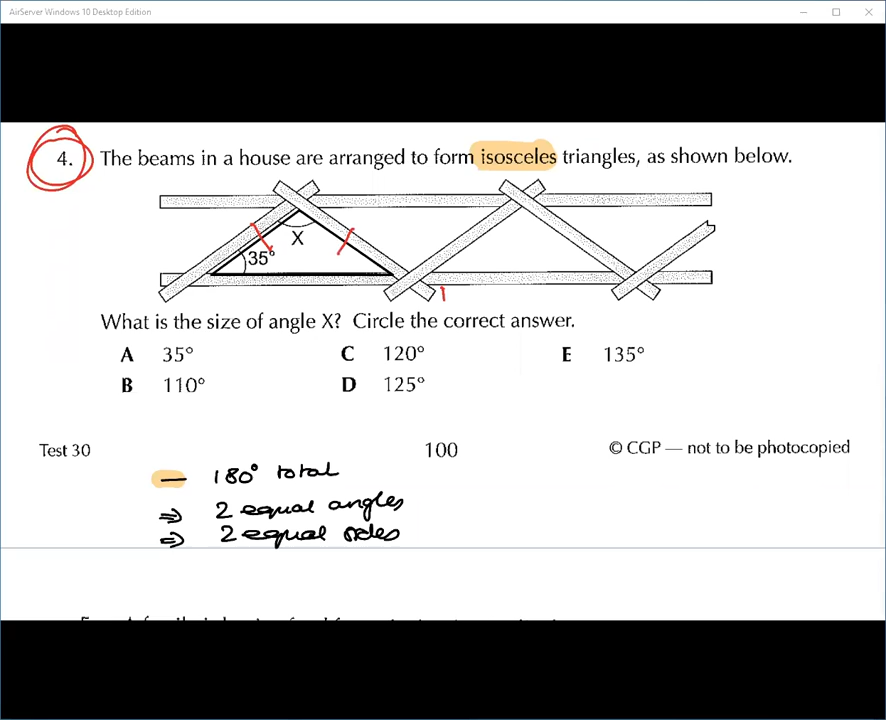 AirServer Windows 10 Desktop Edition
4. The beams in a house are arranged to form isosceles triangles, as shown below.
X
35°
What is the size of angle X? Circle the correct answer.
A 35° C 120° E 135°
B 110° D 125°
Test 30 100 © CGP — not to be photocopied
— 180° total
⇒ 2 equal angles
⇒ 2 equal sides